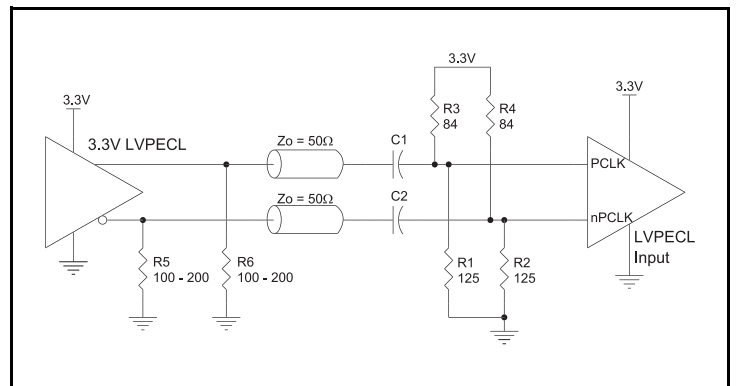 3.3V
3.3V LVPECL
Zo = 50Ω
C1
3.3V
R3
84
R4
84
3.3V
PCLK
Zo = 50Ω
C2
nPCLK
LVPECL
Input
R5
100 - 200
R6
100 - 200
R1
125
R2
125